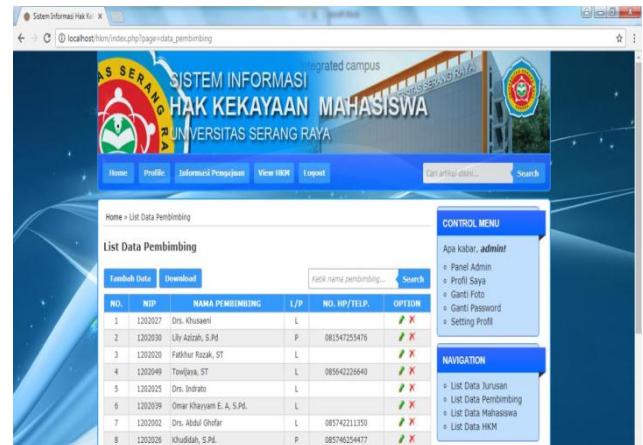 Sistem Informasi Hak Kek
localhost/hkm/index.php?page=data_pembimbing
egrated campus
AS SERANG RA
SISTEM INFORMASI
HAK KEKAYAAN MAHASISWA
UNIVERSITAS SERANG RAYA
Home Profile Informasi Pengajuan View HKM Logout Cari artikel disini... Search
Home » List Data Pembimbing
List Data Pembimbing
Tambah Data Download Ketik nama pembimbing... Search
NO. NIP NAMA PEMBIMBING L/P NO. HP/TELP. OPTION
1 1202027 Drs. Khusaeni L
2 1202030 Lily Azizah, S.Pd P 081547255476
3 1202020 Fatkhur Rozak, ST L
4 1202049 Towijaya, ST L 085642226640
5 1202025 Drs. Indrato L
6 1202039 Omar Khayyam E. A, S.Pd. L
7 1202002 Drs. Abdul Ghofar L 085742211350
8 1202026 Khudidah, S.Pd. P 085746254477
CONTROL MENU
Apa kabar, admin!
Panel Admin
Profil Saya
Ganti Foto
Ganti Password
Setting Profil
NAVIGATION
List Data Jurusan
List Data Pembimbing
List Data Mahasiswa
List Data HKM